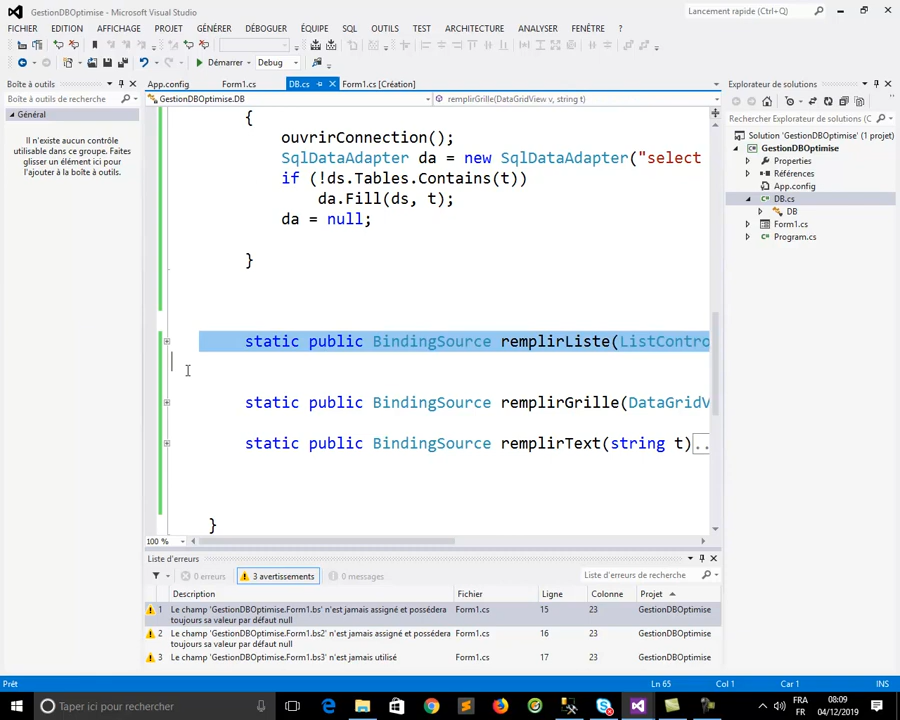 GestionDBOptimise - Microsoft Visual Studio
Lancement rapide (Ctrl+Q)
FICHIER EDITION AFFICHAGE PROJET GÉNÉRER DÉBOGUER ÉQUIPE SQL OUTILS TEST ARCHITECTURE ANALYSER FENÊTRE ?
Démarrer Debug
Boîte à outils
Boîte à outils de recherche
Général
Il n'existe aucun contrôle
utilisable dans ce groupe. Faites
glisser un élément ici pour
l'ajouter à la boîte à outils.
App.config Form1.cs DB.cs Form1.cs [Création]
GestionDBOptimise.DB remplirGrille(DataGridView v, string t)
{
ouvrirConnection();
SqlDataAdapter da = new SqlDataAdapter("select
if (!ds.Tables.Contains(t))
da.Fill(ds, t);
da = null;
}
static public BindingSource remplirListe(ListContro
static public BindingSource remplirGrille(DataGridV
static public BindingSource remplirText(string t)..
}
100 %
Explorateur de solutions
Rechercher Explorateur de solutions
Solution 'GestionDBOptimise' (1 projet)
GestionDBOptimise
Properties
Références
App.config
DB.cs
DB
Form1.cs
Program.cs
Liste d'erreurs
0 erreurs 3 avertissements 0 messages Liste d'erreurs de recherche
Description Fichier Ligne Colonne Projet
1 Le champ 'GestionDBOptimise.Form1.bs' n'est jamais assigné et possédera Form1.cs 15 23 GestionDBOptimise
toujours sa valeur par défaut null
2 Le champ 'GestionDBOptimise.Form1.bs2' n'est jamais assigné et possédera Form1.cs 16 23 GestionDBOptimise
toujours sa valeur par défaut null
3 Le champ 'GestionDBOptimise.Form1.bs3' n'est jamais utilisé Form1.cs 17 23 GestionDBOptimise
Prêt Ln 65 Col 1 Car 1 INS
Taper ici pour rechercher
FRA
FR
08:09
04/12/2019